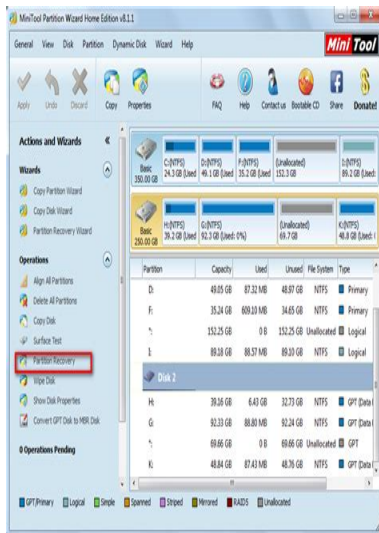 MiniTool Partition Wizard Home Edition v8.1.1
General View Disk Partition Dynamic Disk Wizard Help
Mini Tool
Apply Undo Discard Copy Properties FAQ Help Contact us Bootable CD Share Donate!
Actions and Wizards
Wizards
Copy Partition Wizard
Copy Disk Wizard
Partition Recovery Wizard
Operations
Align All Partitions
Delete All Partitions
Copy Disk
Surface Test
Partition Recovery
Wipe Disk
Show Disk Properties
Convert GPT Disk to MBR Disk
0 Operations Pending
Basic
350.00 GB
C:(NTFS)
24.3 GB (Used
D:(NTFS)
49.1 GB (Used
F:(NTFS)
35.2 GB (Used
(Unallocated)
152.3 GB
I:(NTFS)
89.2 GB (Used:
Basic
250.00 GB
H:(NTFS)
39.2 GB (Used
G:(NTFS)
92.3 GB (Used: 0%)
(Unallocated)
69.7 GB
K:(NTFS)
48.8 GB (Used: (
Partition Capacity Used Unused File System Type
D: 49.05 GB 87.32 MB 48.97 GB NTFS Primary
F: 35.24 GB 609.10 MB 34.65 GB NTFS Primary
*: 152.25 GB 0 B 152.25 GB Unallocated Logical
I: 89.18 GB 88.57 MB 89.10 GB NTFS Logical
Disk 2
H: 39.16 GB 6.43 GB 32.73 GB NTFS GPT (Data
G: 92.33 GB 88.80 MB 92.24 GB NTFS GPT (Data
*: 69.66 GB 0 B 69.66 GB Unallocated GPT
K: 48.84 GB 87.43 MB 48.76 GB NTFS GPT (Data
GPT/Primary Logical Simple Spanned Striped Mirrored RAID5 Unallocated